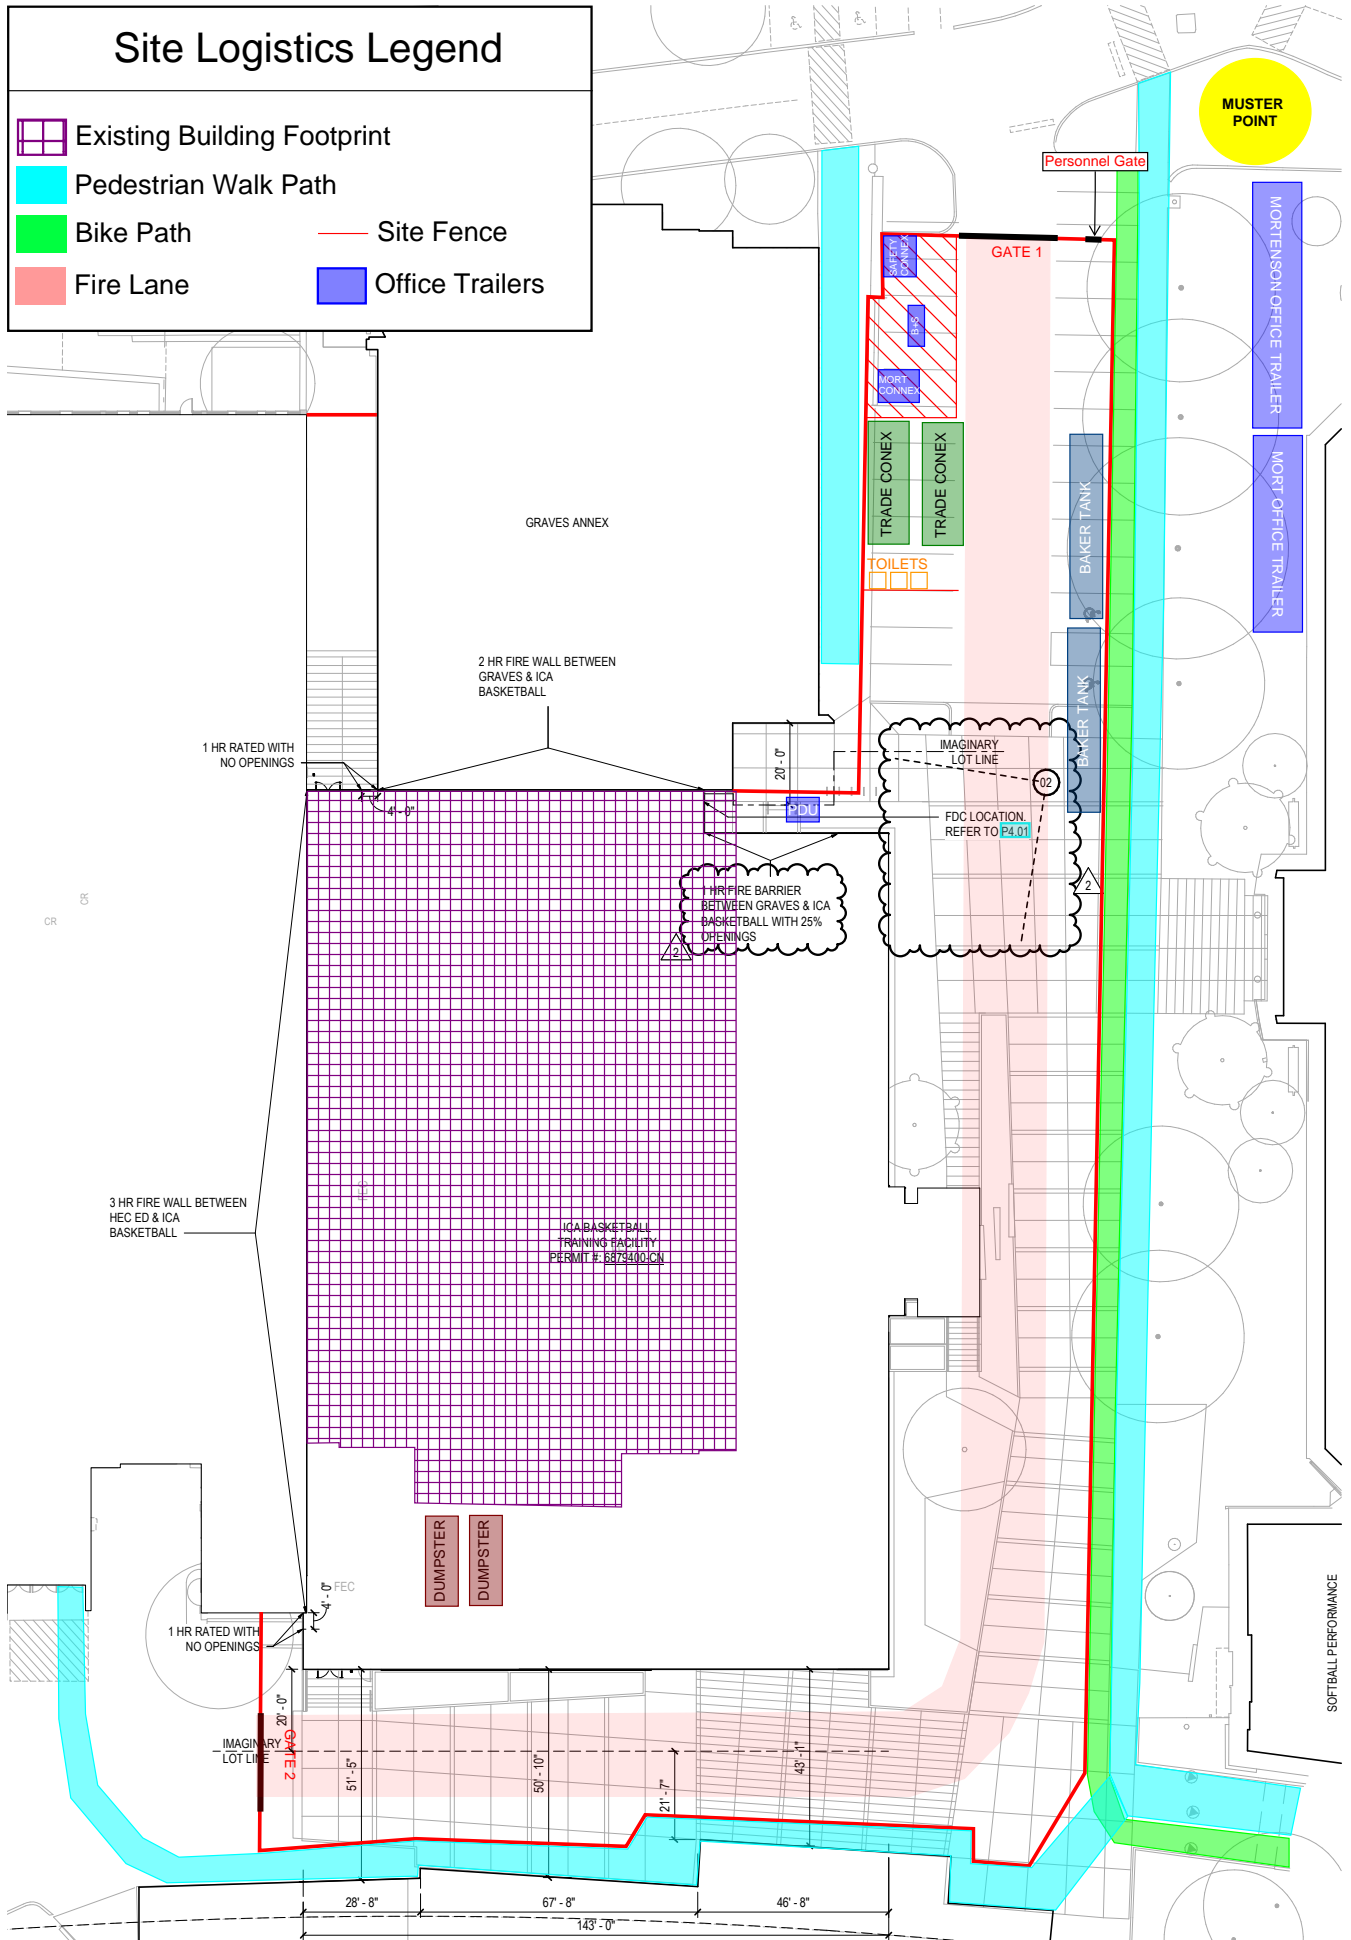 Site Logistics Legend
Existing Building Footprint
Pedestrian Walk Path
Bike Path
Site Fence
Fire Lane
Office Trailers
MUSTER
POINT
Personnel Gate
GATE 1
SAFETY
CONNEX
B+S
MORT
CONNEX
MORTENSON OFFICE TRAILER
MORT OFFICE TRAILER
TRADE CONEX
TRADE CONEX
BAKER TANK
BAKER TANK
TOILETS
GRAVES ANNEX
2 HR FIRE WALL BETWEEN
GRAVES & ICA
BASKETBALL
1 HR RATED WITH
NO OPENINGS
4' - 0"
20' - 0"
IMAGINARY
LOT LINE
02
PDU
FDC LOCATION.
REFER TO P4.01
2
1 HR FIRE BARRIER
BETWEEN GRAVES & ICA
BASKETBALL WITH 25%
OPENINGS
2
CR
CR
FEC
3 HR FIRE WALL BETWEEN
HEC ED & ICA
BASKETBALL
ICA BASKETBALL
TRAINING FACILITY
PERMIT #: 6879400-CN
DUMPSTER
DUMPSTER
4' - 0"
FEC
1 HR RATED WITH
NO OPENINGS
SOFTBALL PERFORMANCE
20' - 0"
IMAGINARY
LOT LINE
GATE 2
51' - 5"
50' - 10"
21' - 7"
43' - 1"
28' - 8"
67' - 8"
46' - 8"
143' - 0"